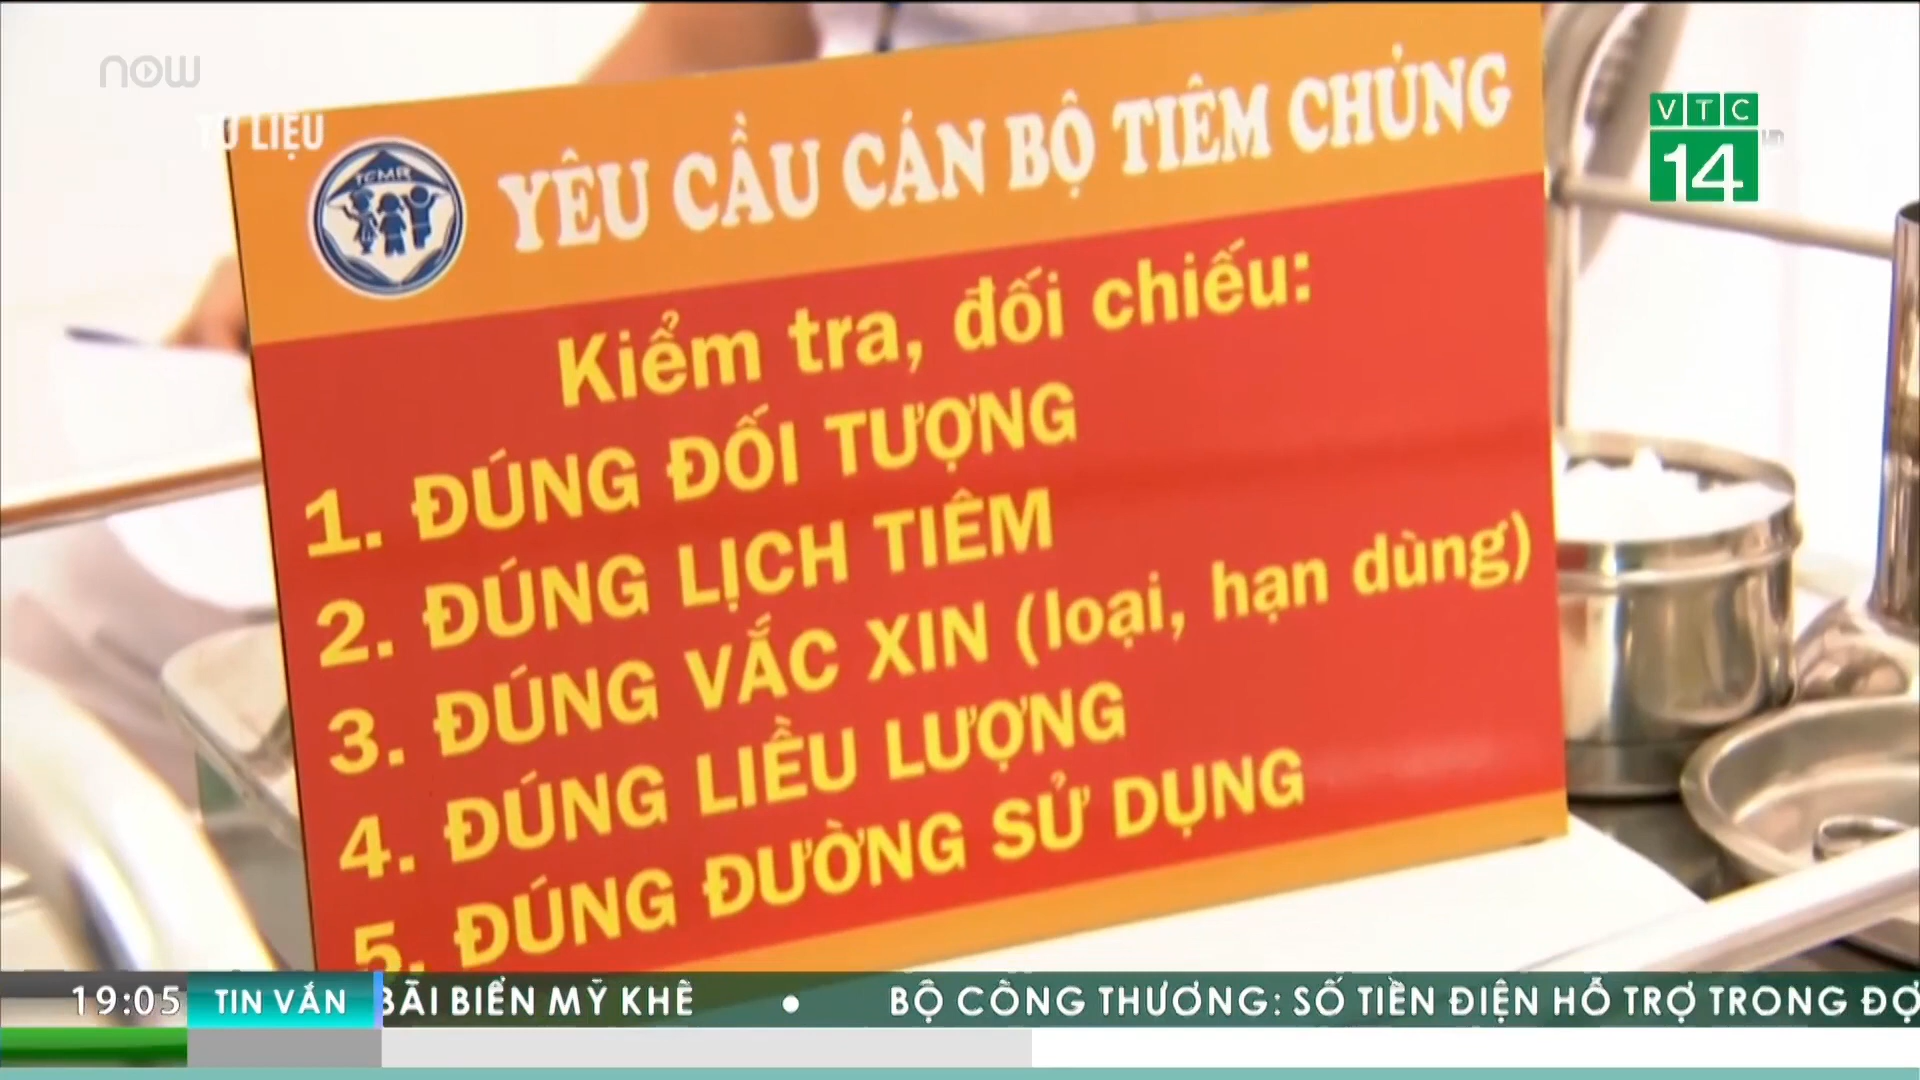 now
TƯ LIỆU
VTC
14
TCMR
YÊU CẦU CÁN BỘ TIÊM CHỦNG
Kiểm tra, đối chiếu:
1. ĐÚNG ĐỐI TƯỢNG
2. ĐÚNG LỊCH TIÊM
3. ĐÚNG VẮC XIN (loại, hạn dùng)
4. ĐÚNG LIỀU LƯỢNG
5. ĐÚNG ĐƯỜNG SỬ DỤNG
19:05 TIN VẮN BÃI BIỂN MỸ KHÊ • BỘ CÔNG THƯƠNG: SỐ TIỀN ĐIỆN HỖ TRỢ TRONG ĐỢ